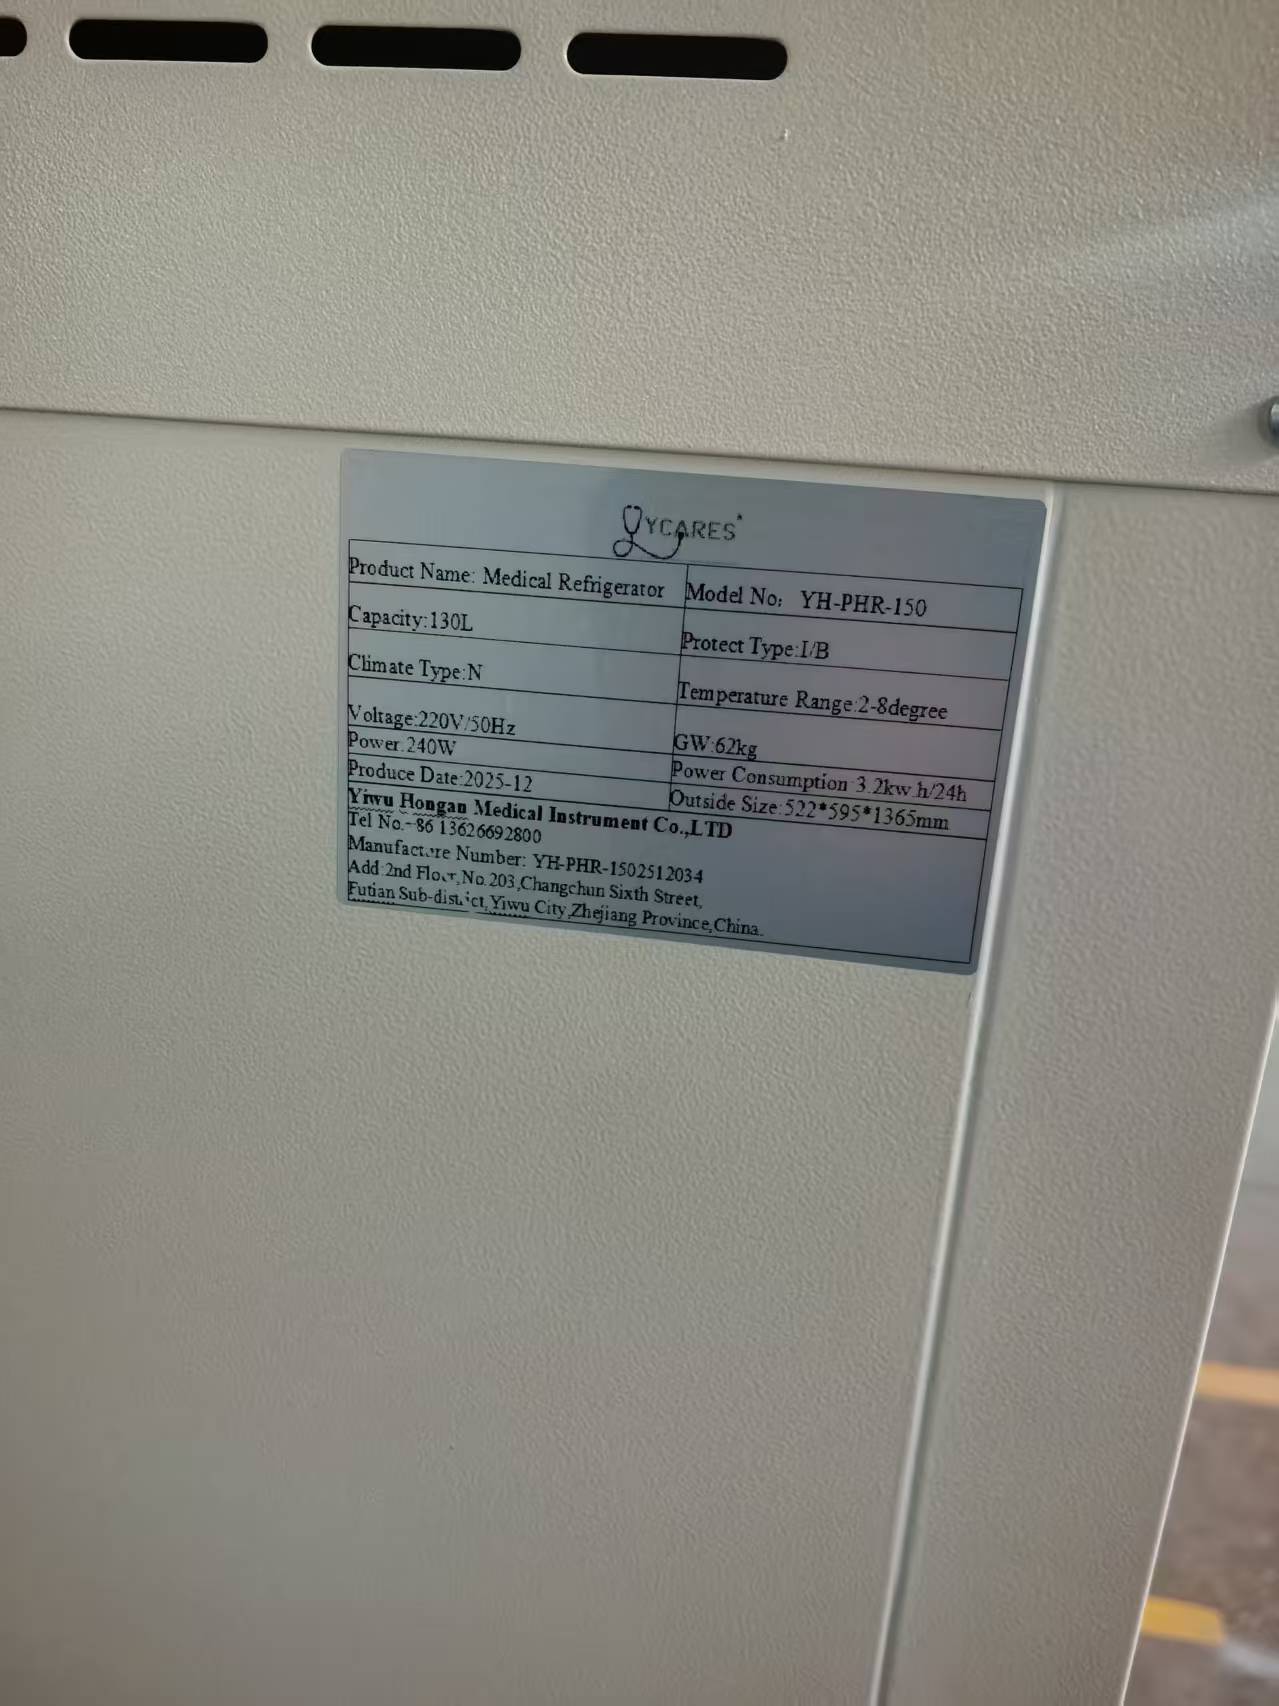 YCARES
Product Name: Medical Refrigerator
Model No: YH-PHR-150
Capacity:130L
Protect Type:I/B
Climate Type:N
Temperature Range:2-8degree
Voltage:220V/50Hz
GW:62kg
Power:240W
Power Consumption 3.2kw.h/24h
Produce Date:2025-12
Outside Size:522*595*1365mm
Yiwu Hongan Medical Instrument Co.,LTD
Tel No.-86 13626692800
Manufacture Number: YH-PHR-1502512034
Add:2nd Floor,No.203,Changchun Sixth Street,
Futian Sub-district,Yiwu City,Zhejiang Province,China.